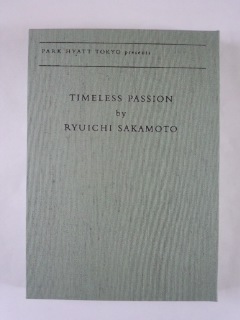 PARK HYATT TOKYO presents
TIMELESS PASSION
by
RYUICHI SAKAMOTO